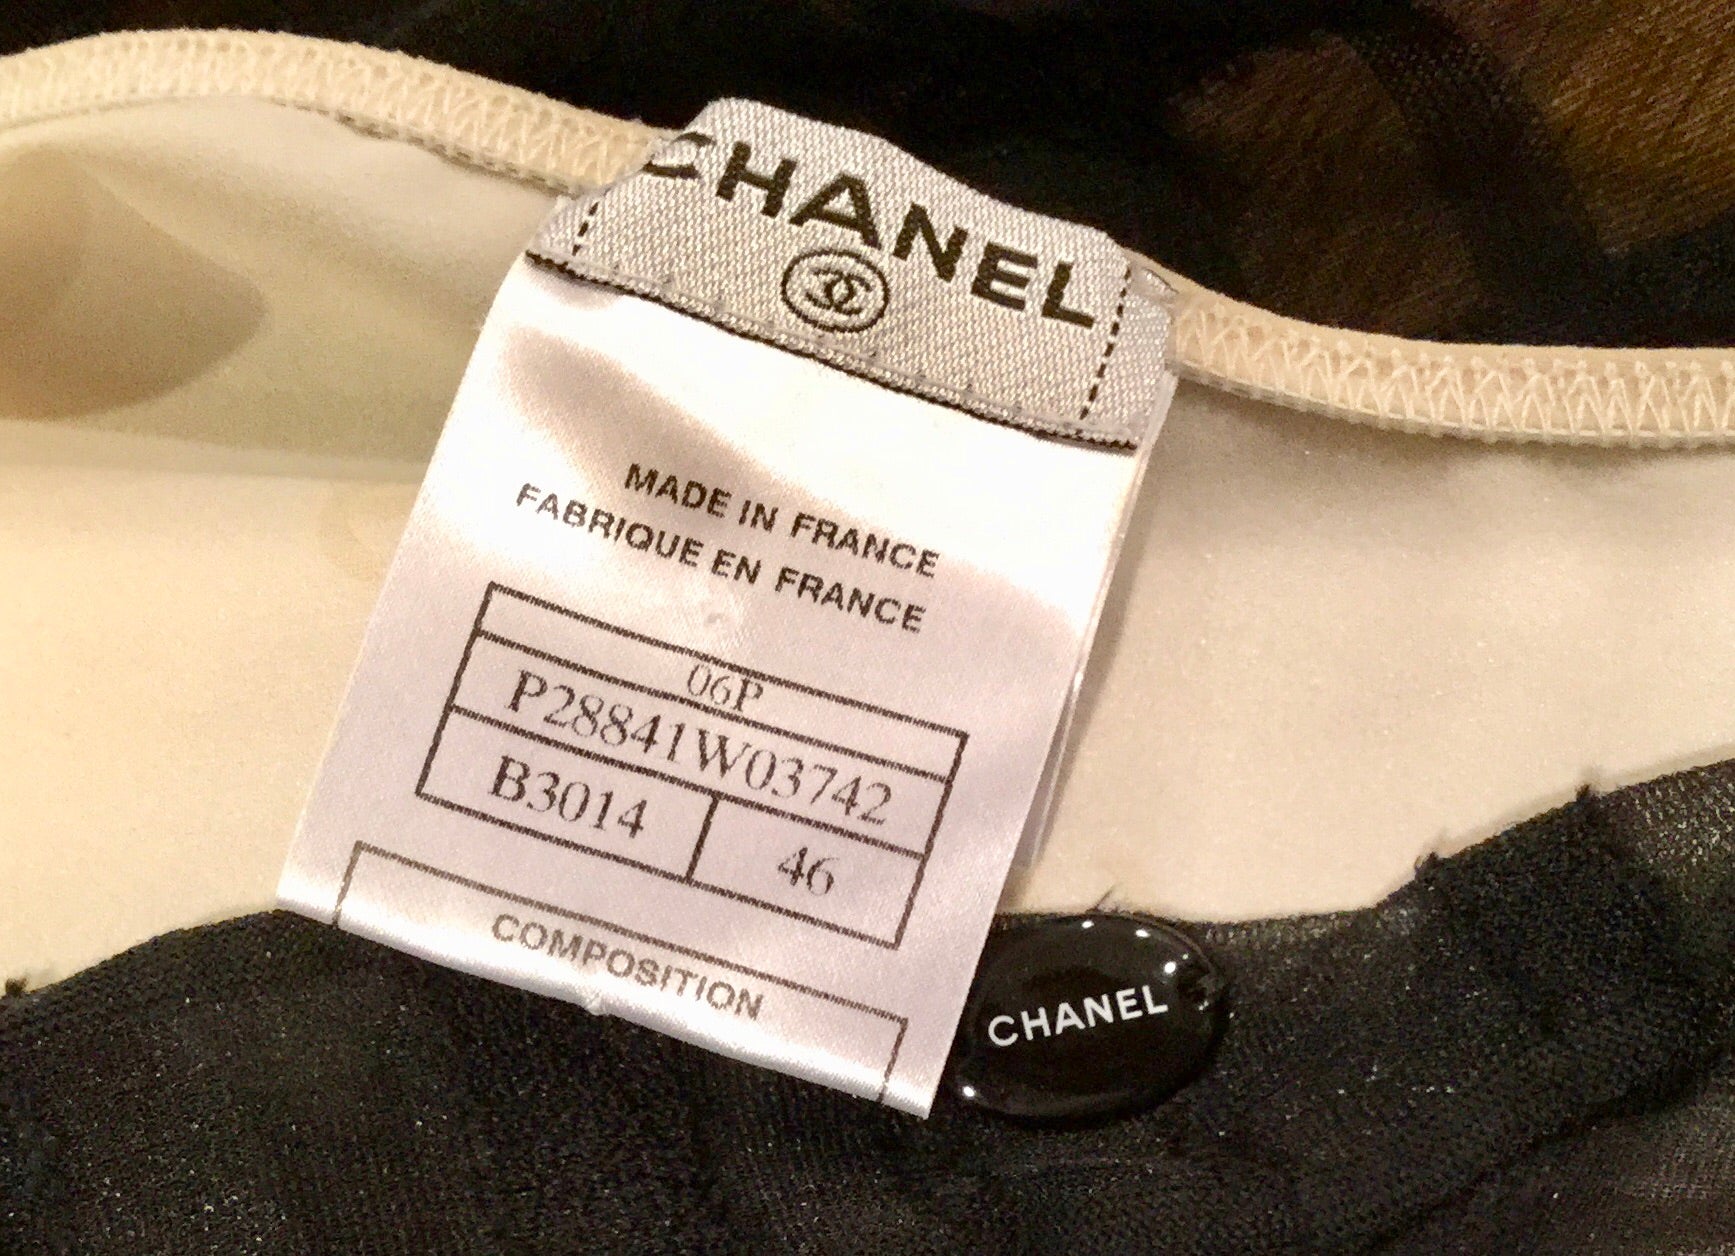 CHANEL
MADE IN FRANCE
FABRIQUE EN FRANCE
06P
P28841W03742
B3014
46
COMPOSITION
CHANEL